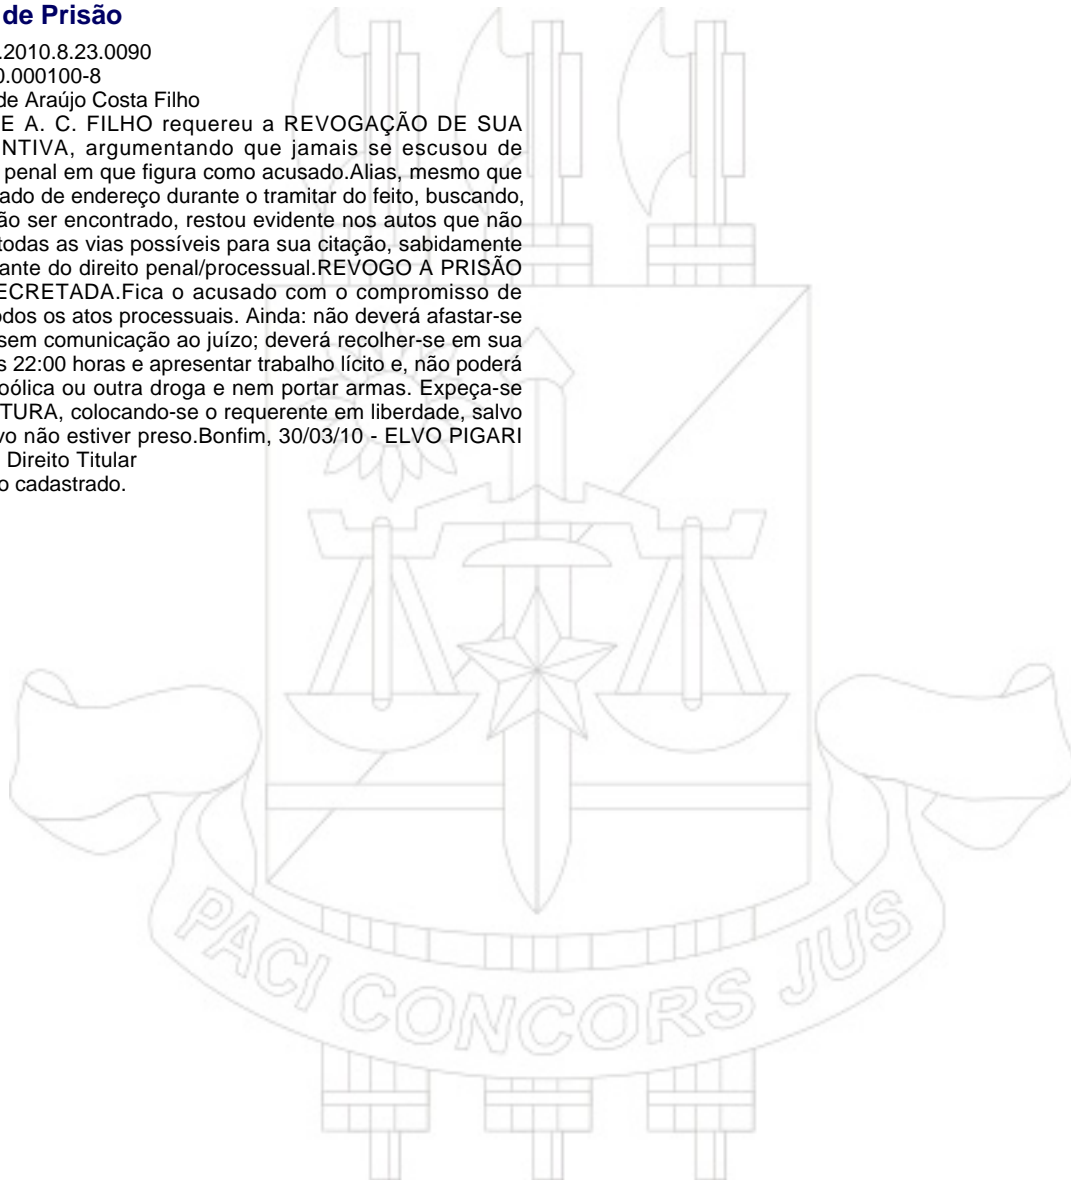 de Prisão
.2010.8.23.0090
0.000100-8
de Araújo Costa Filho
E A. C. FILHO requereu a REVOGAÇÃO DE SUA
NTIVA, argumentando que jamais se escusou de
penal em que figura como acusado.Alias, mesmo que
ado de endereço durante o tramitar do feito, buscando,
ão ser encontrado, restou evidente nos autos que não
todas as vias possíveis para sua citação, sabidamente
ante do direito penal/processual.REVOGO A PRISÃO
ECRETADA.Fica o acusado com o compromisso de
odos os atos processuais. Ainda: não deverá afastar-se
sem comunicação ao juízo; deverá recolher-se em sua
s 22:00 horas e apresentar trabalho lícito e, não poderá
oólica ou outra droga e nem portar armas. Expeça-se
TURA, colocando-se o requerente em liberdade, salvo
vo não estiver preso.Bonfim, 30/03/10 - ELVO PIGARI
Direito Titular
o cadastrado.
PACI CONCORS JUS